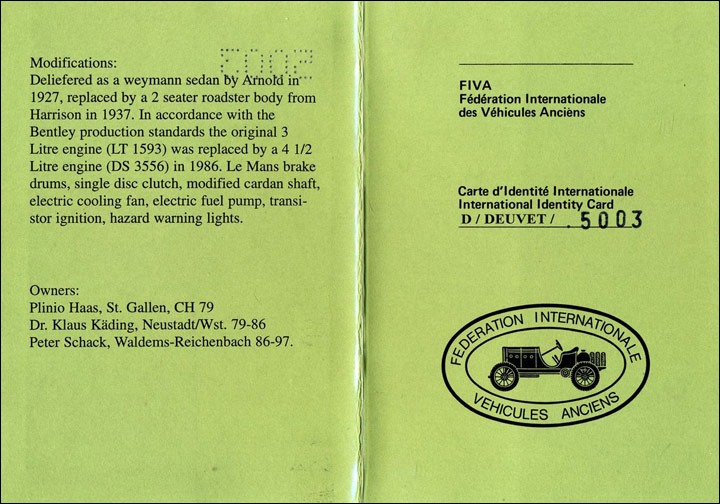 5003
Modifications:
Deliefered as a weymann sedan by Arnold in
1927, replaced by a 2 seater roadster body from
Harrison in 1937. In accordance with the
Bentley production standards the original 3
Litre engine (LT 1593) was replaced by a 4 1/2
Litre engine (DS 3556) in 1986. Le Mans brake
drums, single disc clutch, modified cardan shaft,
electric cooling fan, electric fuel pump, transi-
stor ignition, hazard warning lights.
Owners:
Plinio Haas, St. Gallen, CH 79
Dr. Klaus Käding, Neustadt/Wst. 79-86
Peter Schack, Waldems-Reichenbach 86-97.
FIVA
Fédération Internationale
des Véhicules Ancièns
Carte d'Identité Internationale
International Identity Card
D / DEUVET / .5003
FEDERATION INTERNATIONALE
VEHICULES ANCIENS